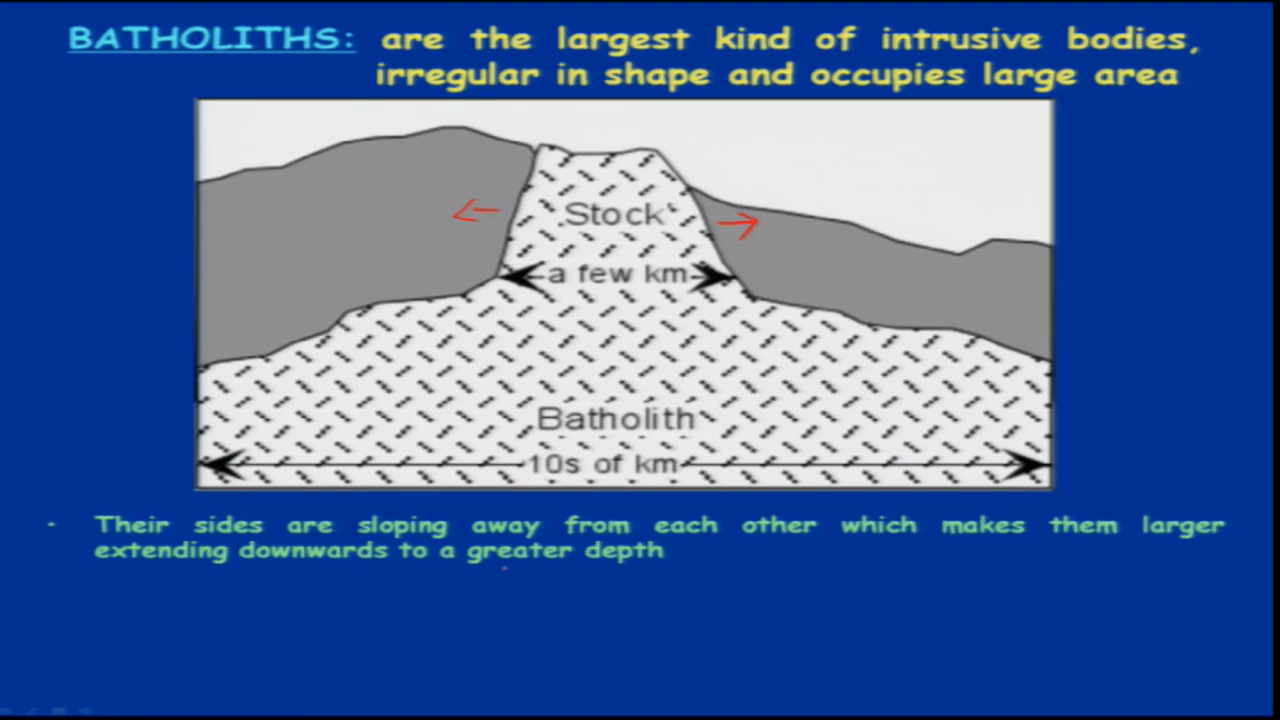 BATHOLITHS: are the largest kind of intrusive bodies,
irregular in shape and occupies large area
Stock
a few km
Batholith
10s of km
· Their sides are sloping away from each other which makes them larger
extending downwards to a greater depth